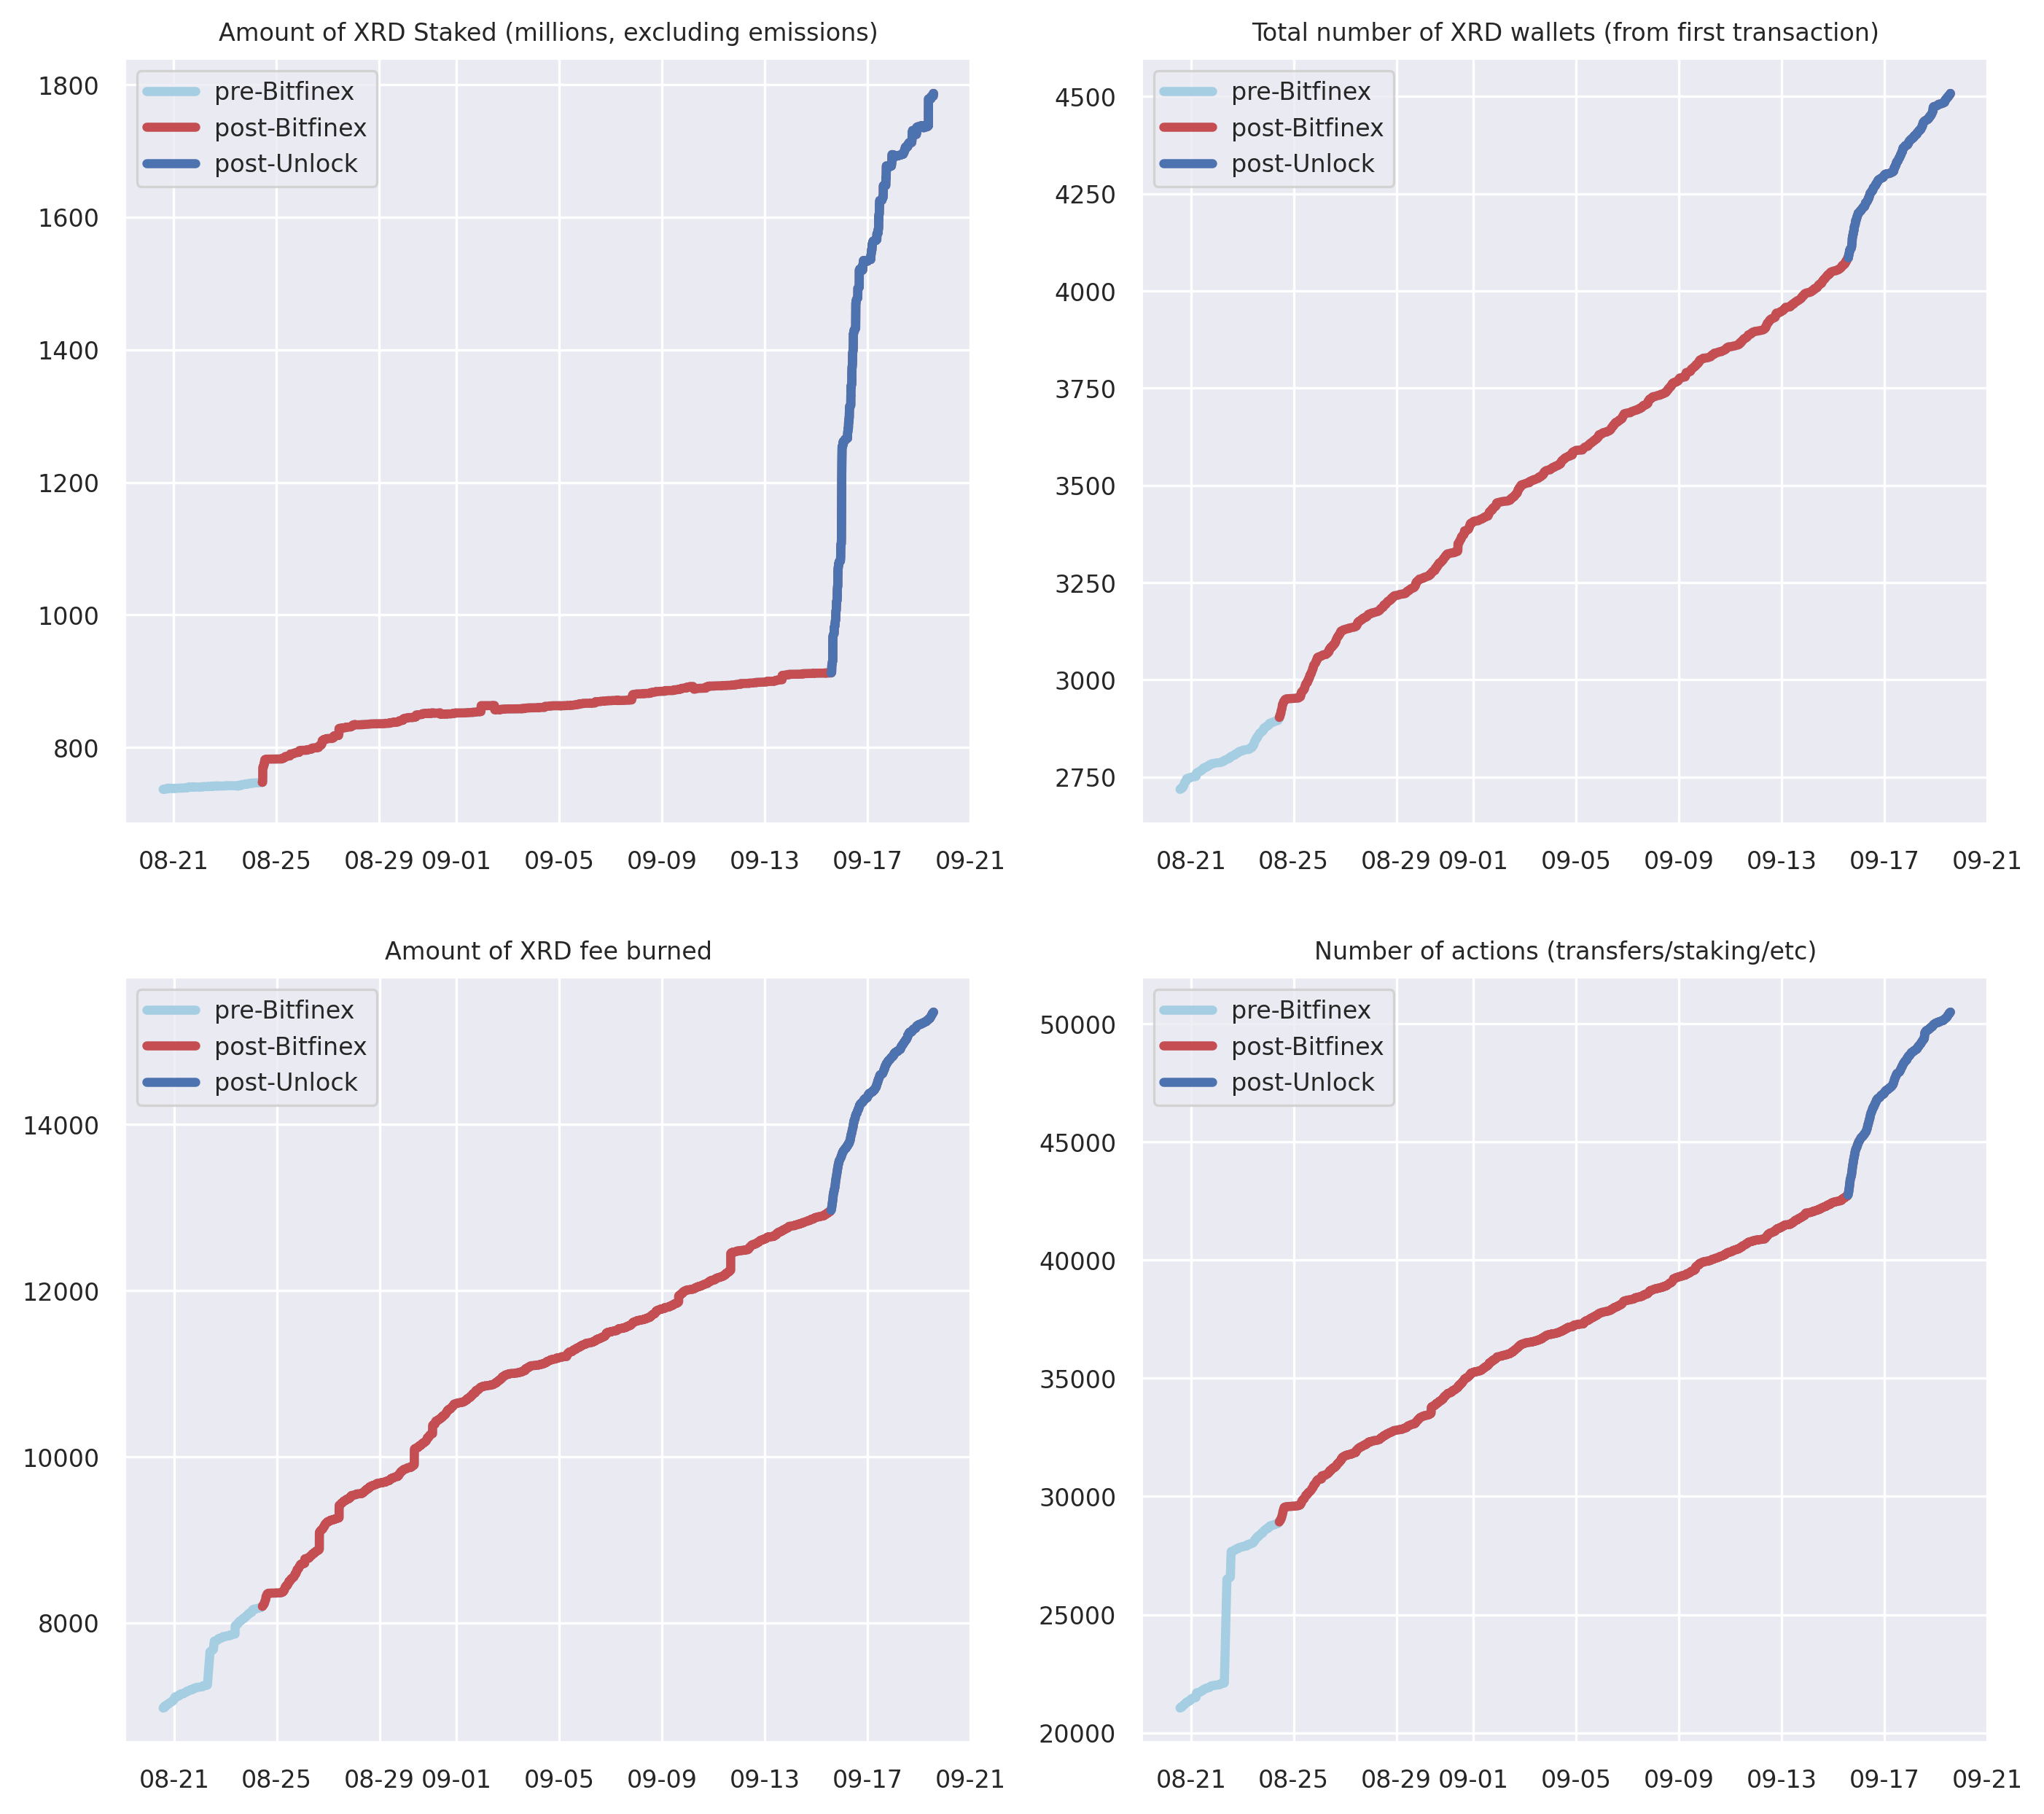 Amount of XRD Staked (millions, excluding emissions)
pre-Bitfinex
post-Bitfinex
post-Unlock
1800
1600
1400
1200
1000
800
08-21 08-25 08-29 09-01 09-05 09-09 09-13 09-17 09-21
Total number of XRD wallets (from first transaction)
pre-Bitfinex
post-Bitfinex
post-Unlock
4500
4250
4000
3750
3500
3250
3000
2750
08-21 08-25 08-29 09-01 09-05 09-09 09-13 09-17 09-21
Amount of XRD fee burned
pre-Bitfinex
post-Bitfinex
post-Unlock
14000
12000
10000
8000
08-21 08-25 08-29 09-01 09-05 09-09 09-13 09-17 09-21
Number of actions (transfers/staking/etc)
pre-Bitfinex
post-Bitfinex
post-Unlock
50000
45000
40000
35000
30000
25000
20000
08-21 08-25 08-29 09-01 09-05 09-09 09-13 09-17 09-21